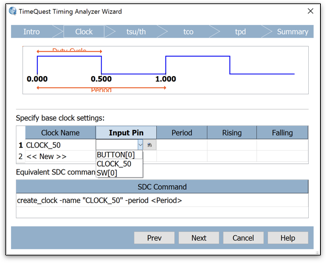 TimeQuest Timing Analyzer Wizard
Intro Clock tsu/th tco tpd Summary
Duty Cycle
0.000 0.500 1.000
Period
Specify base clock settings:
Clock Name Input Pin Period Rising Falling
1 CLOCK_50
2 << New >>
BUTTON[0]
CLOCK_50
SW[0]
Equivalent SDC comman
SDC Command
create_clock -name "CLOCK_50" -period <Period>
Prev Next Cancel Help